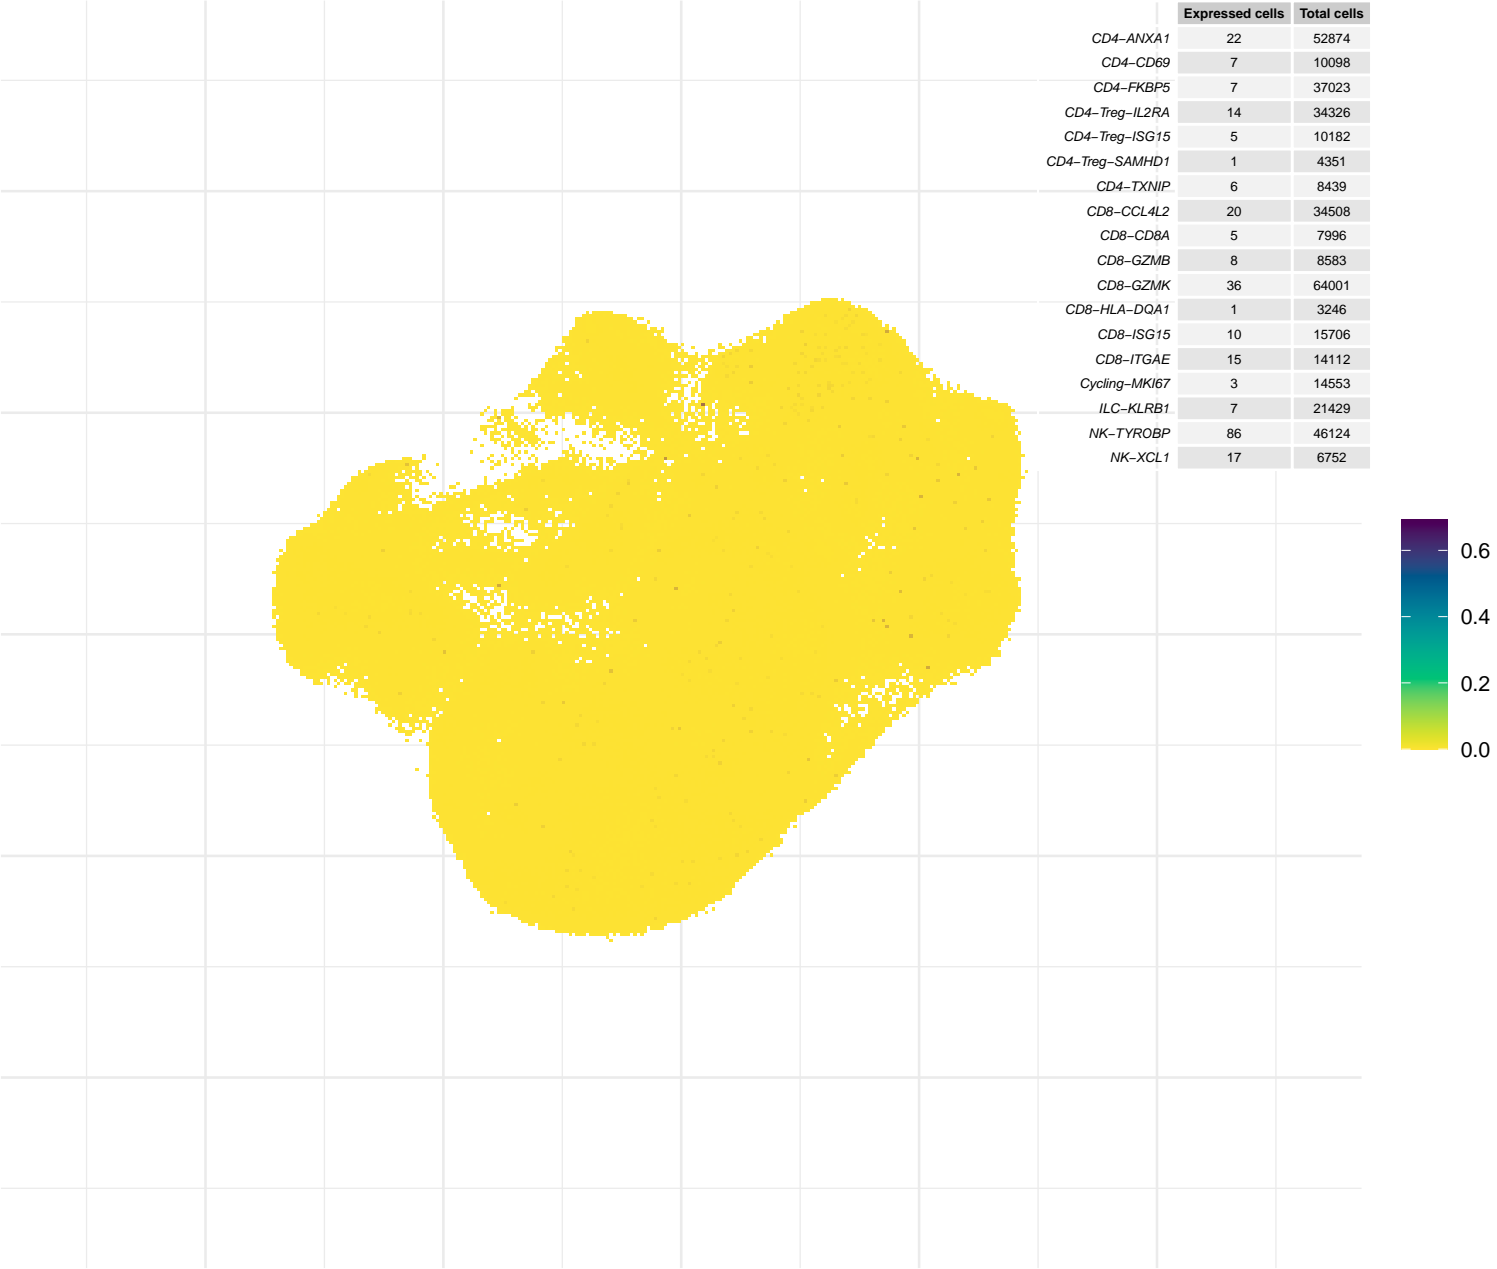 Expressed cells Total cells
CD4−ANXA1 22 52874
CD4−CD69 7 10098
CD4−FKBP5 7 37023
CD4−Treg−IL2RA 14 34326
CD4−Treg−ISG15 5 10182
CD4−Treg−SAMHD1 1 4351
CD4−TXNIP 6 8439
CD8−CCL4L2 20 34508
CD8−CD8A 5 7996
CD8−GZMB 8 8583
CD8−GZMK 36 64001
CD8−HLA−DQA1 1 3246
CD8−ISG15 10 15706
CD8−ITGAE 15 14112
Cycling−MKI67 3 14553
ILC−KLRB1 7 21429
NK−TYROBP 86 46124
NK−XCL1 17 6752
0.6
0.4
0.2
0.0